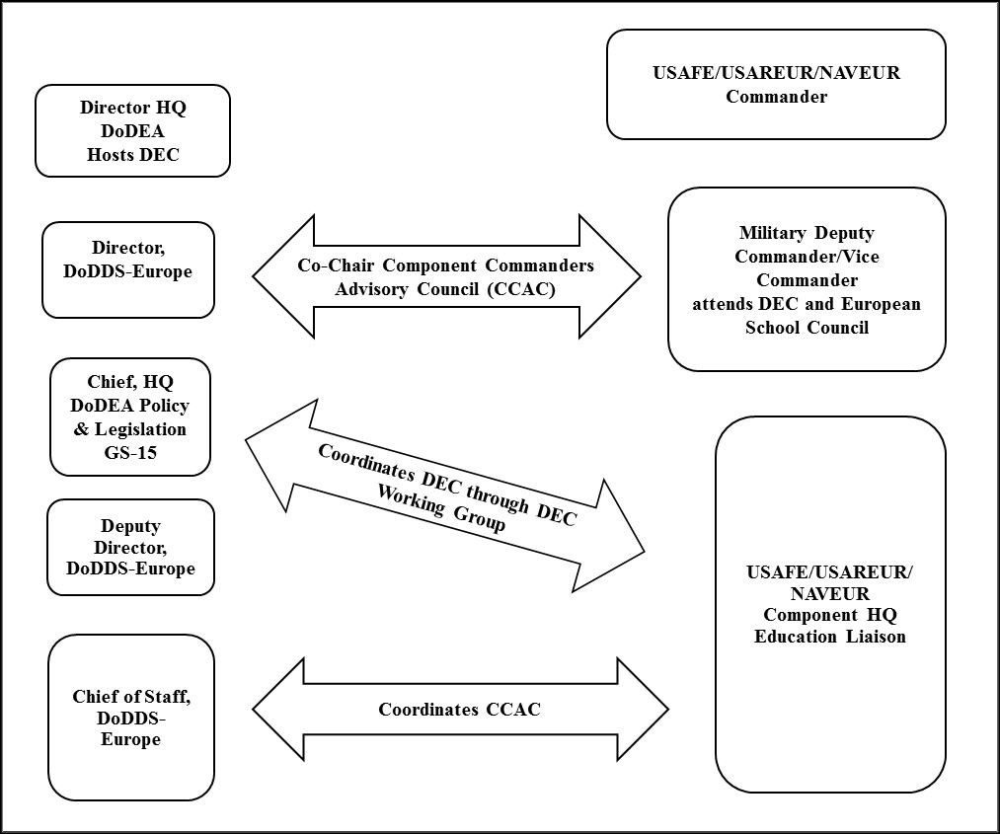 USAFE/USAREUR/NAVEUR
Commander
Director HQ
DoDEA
Hosts DEC
Director,
DoDDS-Europe
Co-Chair Component Commanders
Advisory Council (CCAC)
Military Deputy
Commander/Vice
Commander
attends DEC and European
School Council
Chief, HQ
DoDEA Policy
& Legislation
GS-15
Coordinates DEC through DEC
Working Group
Deputy
Director,
DoDDS-Europe
USAFE/USAREUR/
NAVEUR
Component HQ
Education Liaison
Chief of Staff,
DoDDS-
Europe
Coordinates CCAC